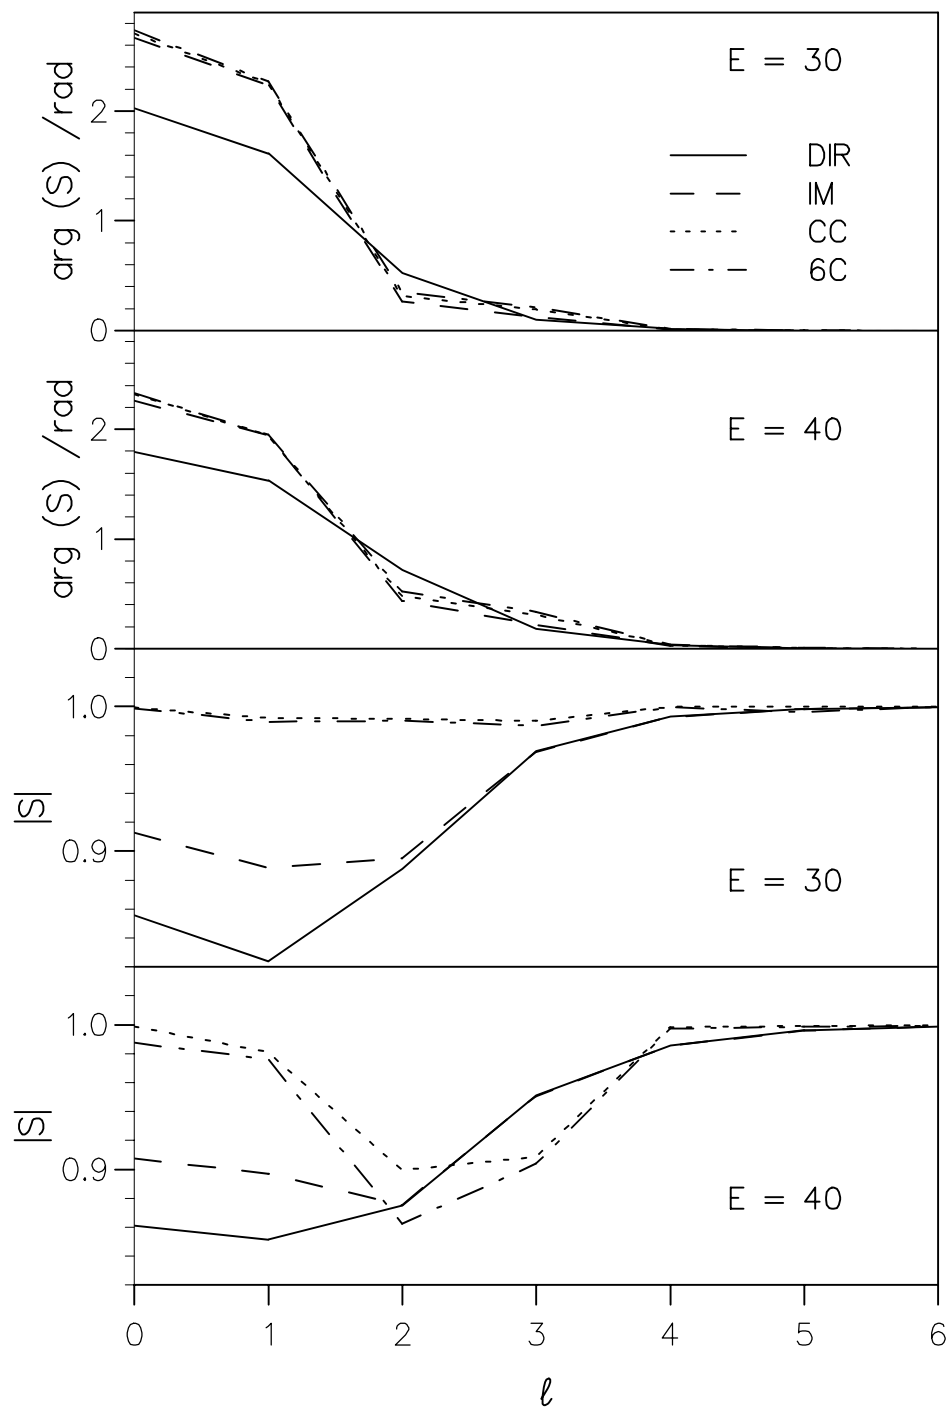 E = 30
2
1
0
arg (S) /rad
DIR
IM
CC
6C
E = 40
2
1
0
arg (S) /rad
1.0
0.9
|S|
E = 30
1.0
0.9
|S|
E = 40
0 1 2 3 4 5 6
ℓ